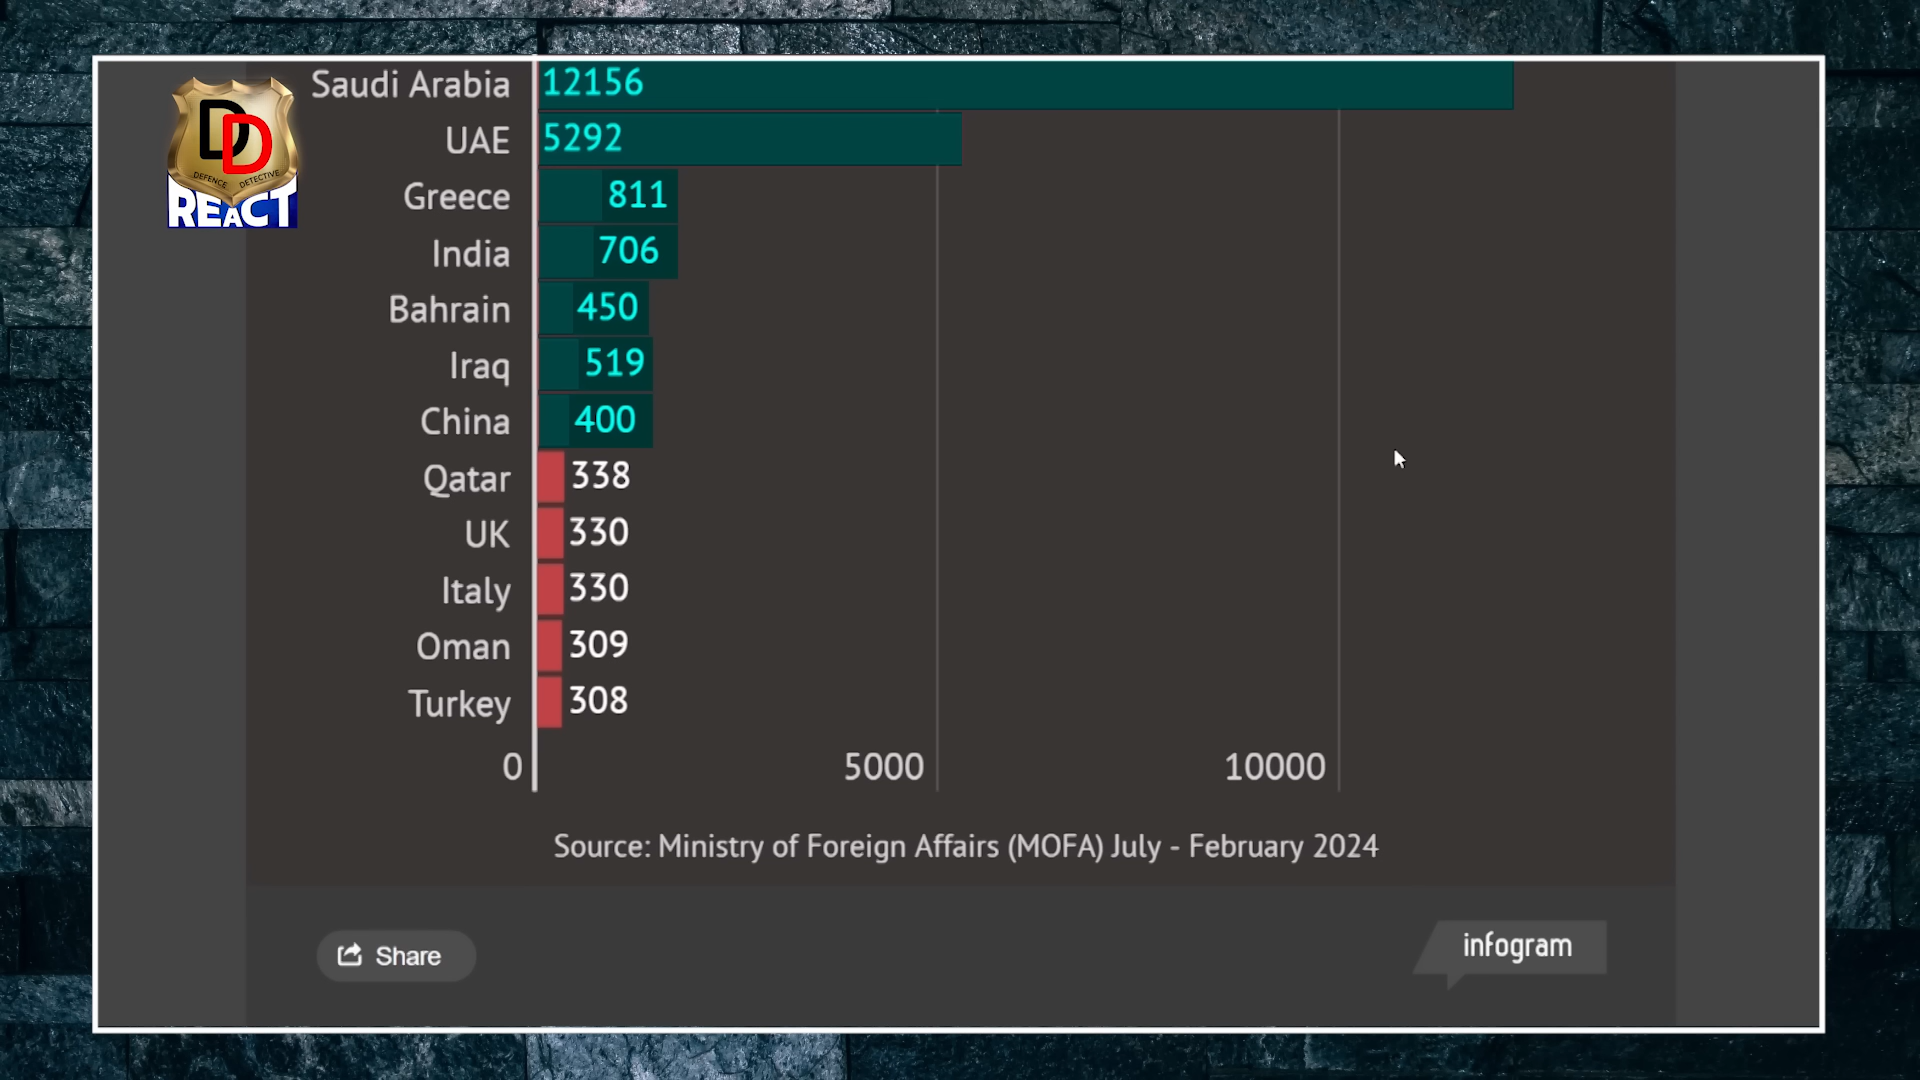 Saudi Arabia 12156
UAE 5292
Greece 811
India 706
Bahrain 450
Iraq 519
China 400
Qatar 338
UK 330
Italy 330
Oman 309
Turkey 308
0 5000 10000
Source: Ministry of Foreign Affairs (MOFA) July - February 2024
Share
infogram
DD
DEFENCE DETECTIVE
REACT